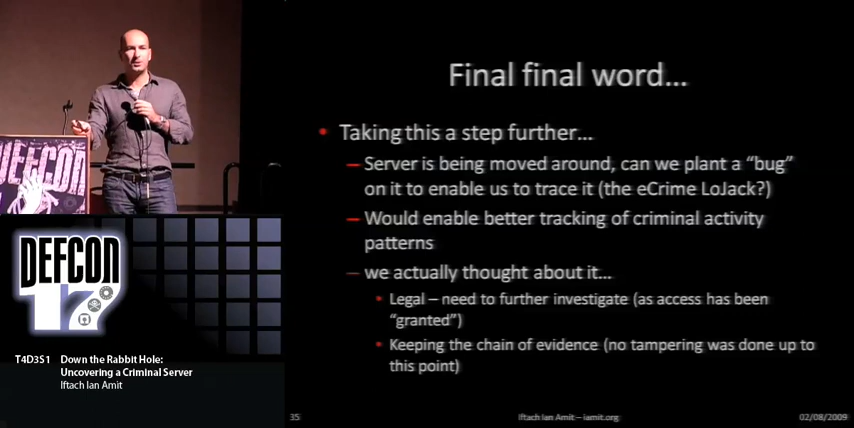 Final final word...
• Taking this a step further...
– Server is being moved around, can we plant a "bug"
on it to enable us to trace it (the eCrime LoJack?)
– Would enable better tracking of criminal activity
patterns
– we actually thought about it...
• Legal – need to further investigate (as access has been
"granted")
• Keeping the chain of evidence (no tampering was done up to
this point)
35
Iftach Ian Amit – iamit.org
02/08/2009
DEFCON
DEFCON
17
T4D3S1 Down the Rabbit Hole:
Uncovering a Criminal Server
Iftach Ian Amit